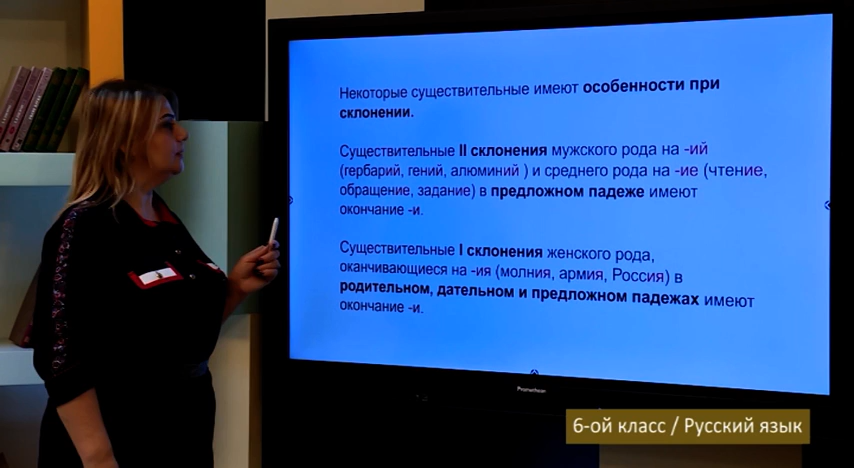 Некоторые существительные имеют особенности при
склонении.
Существительные II склонения мужского рода на -ий
(гербарий, гений, алюминий ) и среднего рода на -ие (чтение,
обращение, задание) в предложном падеже имеют
окончание -и.
Существительные I склонения женского рода,
оканчивающиеся на -ия (молния, армия, Россия) в
родительном, дательном и предложном падежах имеют
окончание -и.
Promethean
6-ой класс / Русский язык